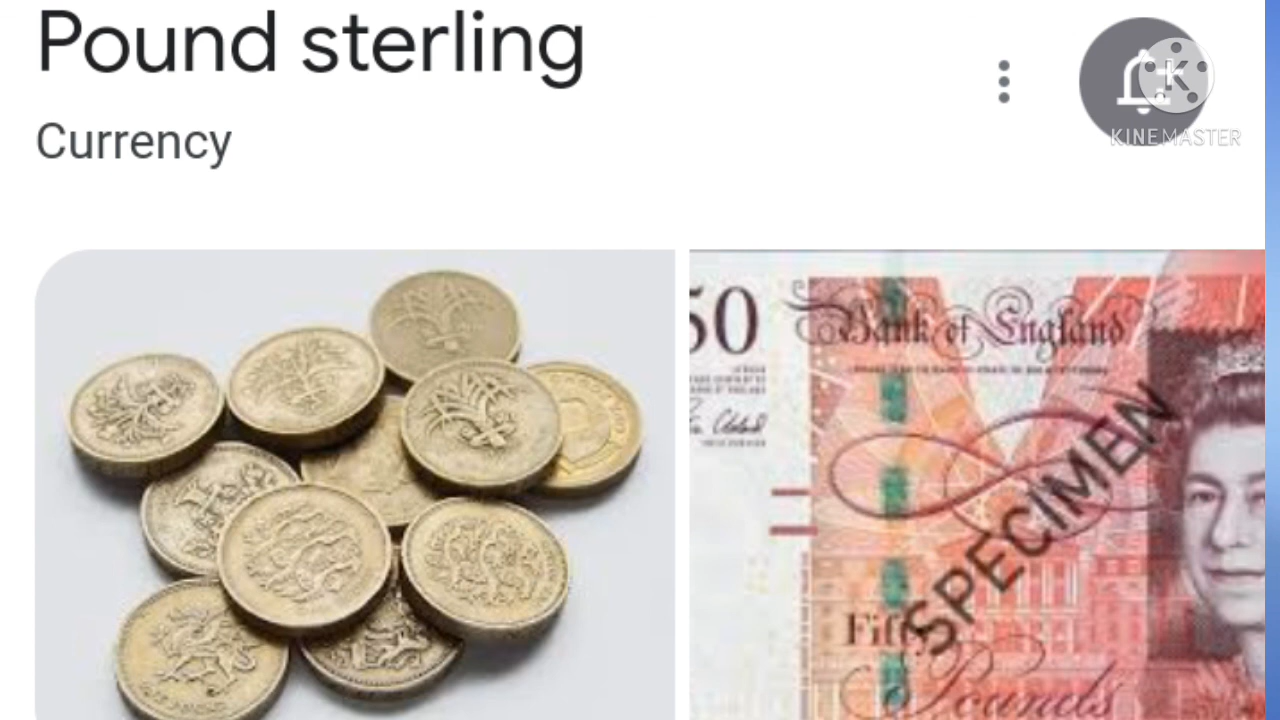 Pound sterling
Currency
K
KINEMASTER
50
Bank of England
SPECIMEN
Fifty
Pounds